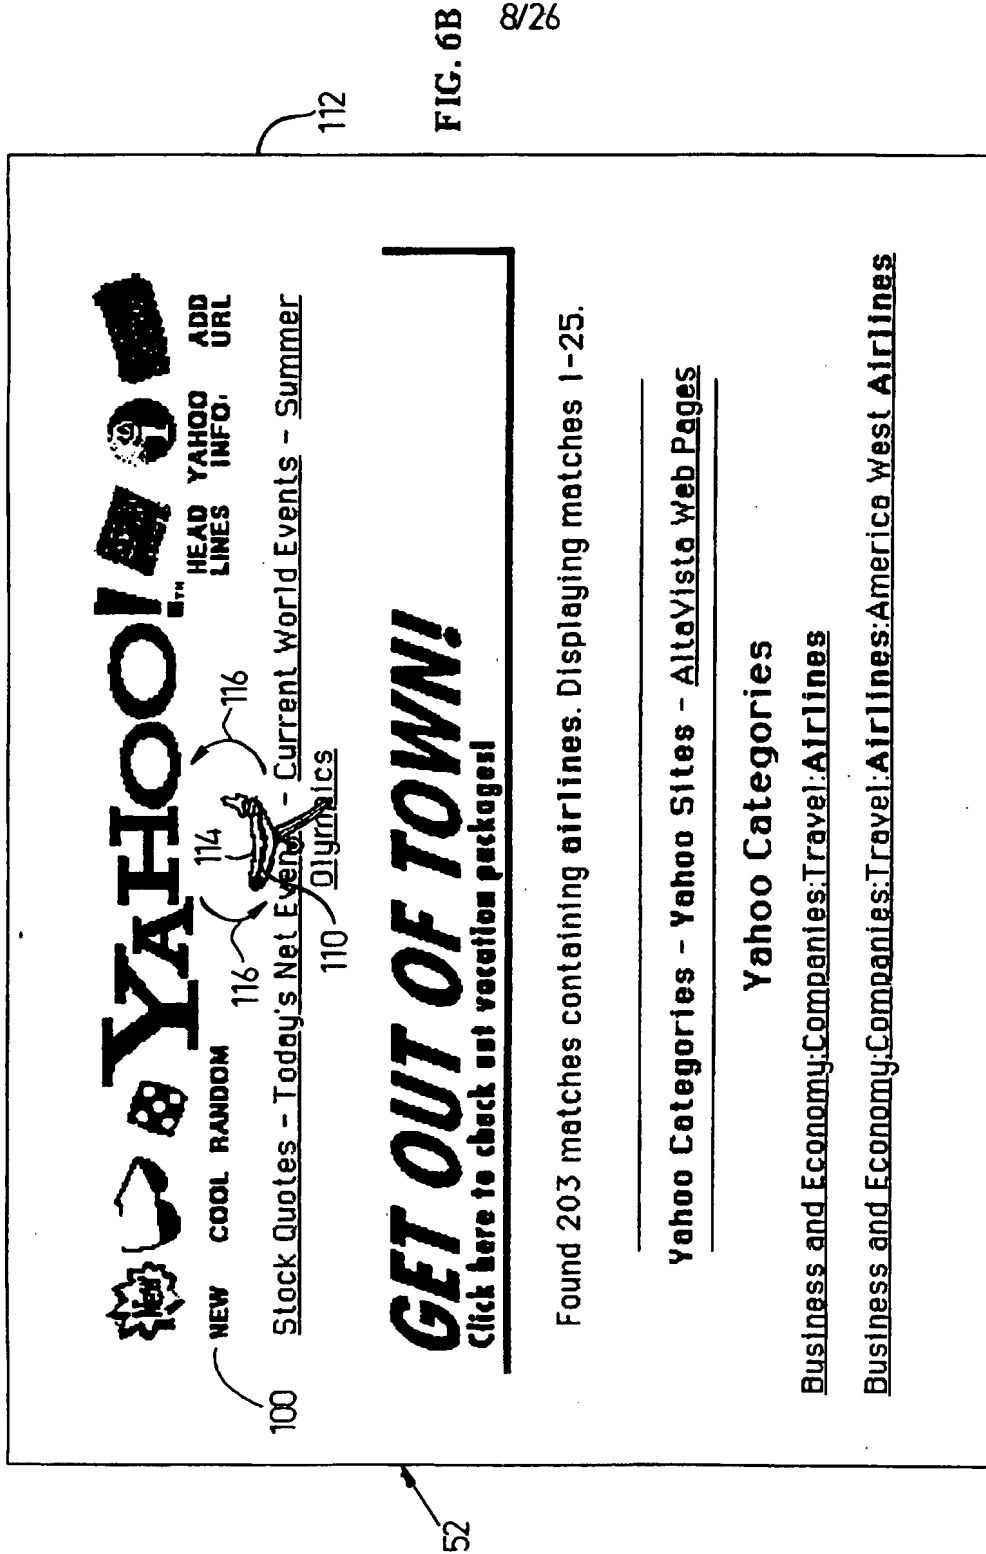 8/26
FIG. 6B
112
52
100
YAHOO!
TM
NEW COOL RANDOM
HEAD LINES
YAHOO INFO
ADD URL
116
114
116
110
Stock Quotes - Today's Net Events - Current World Events - Summer
Olympics
GET OUT OF TOWN!
Click here to check out vacation packages!
Found 203 matches containing airlines. Displaying matches 1-25.
Yahoo Categories - Yahoo Sites - AltaVista Web Pages
Yahoo Categories
Business and Economy:Companies:Travel:Airlines
Business and Economy:Companies:Travel:Airlines:America West Airlines